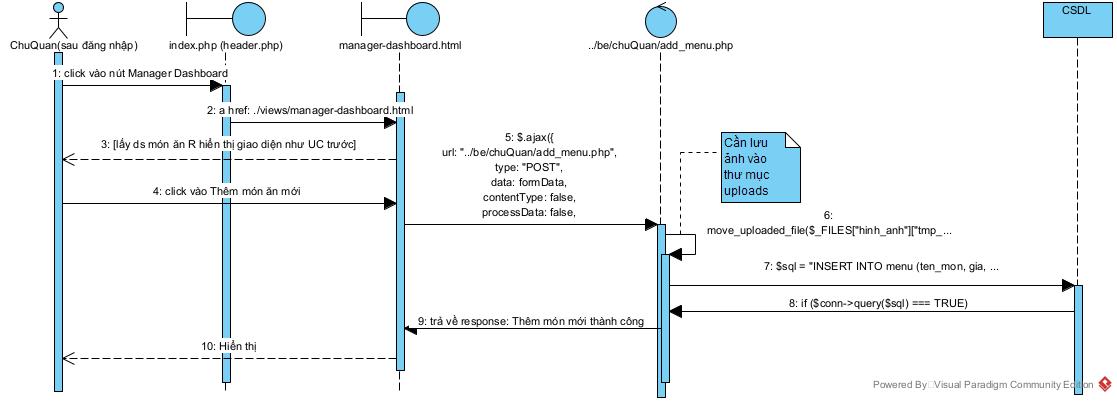 CSDL
ChuQuan(sau đăng nhập)
index.php (header.php)
manager-dashboard.html
../be/chuQuan/add_menu.php
1: click vào nút Manager Dashboard
2: a href: ./views/manager-dashboard.html
3: [lấy ds món ăn R hiển thị giao diện như UC trước]
4: click vào Thêm món ăn mới
5: $.ajax({
url: "../be/chuQuan/add_menu.php",
type: "POST",
data: formData,
contentType: false,
processData: false,
Cần lưu
ảnh vào
thư mục
uploads
6:
move_uploaded_file($_FILES["hinh_anh"]["tmp_...
7: $sql = "INSERT INTO menu (ten_mon, gia, ...
8: if ($conn->query($sql) === TRUE)
9: trả về response: Thêm món mới thành công
10: Hiển thị
Powered By Visual Paradigm Community Edition